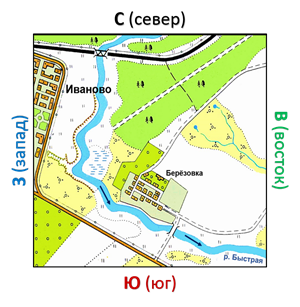 С (север)
Иваново
З (запад)
В (восток)
Берёзовка
р. Быстрая
Ю (юг)